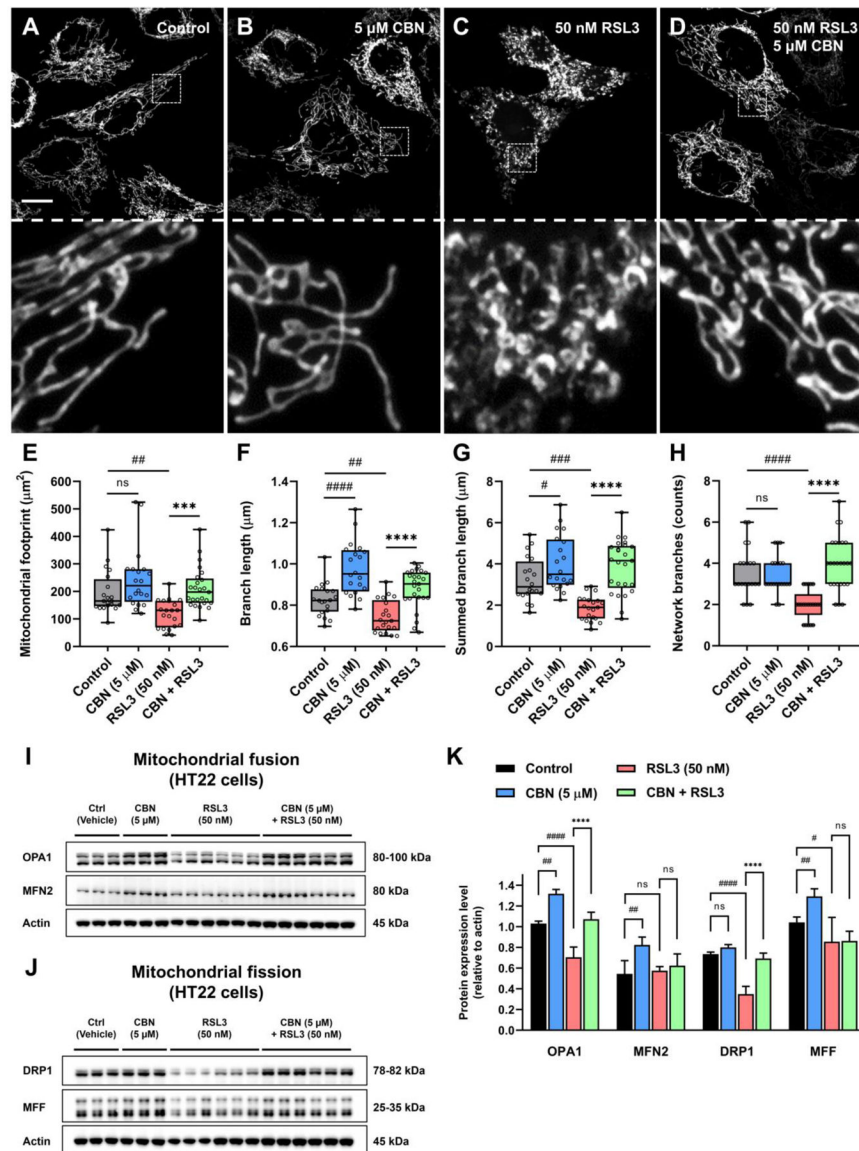 A
Control
B
5 µM CBN
C
50 nM RSL3
D
50 nM RSL3
5 µM CBN
E
Mitochondrial footprint (µm²)
600
500
400
300
200
100
0
##
ns
***
Control
CBN (5 µM)
RSL3 (50 nM)
CBN + RSL3
F
Branch length (µm)
1.4
1.2
1.0
0.8
0.6
##
####
****
Control
CBN (5 µM)
RSL3 (50 nM)
CBN + RSL3
G
Summed branch length (µm)
8
6
4
2
0
###
#
****
Control
CBN (5 µM)
RSL3 (50 nM)
CBN + RSL3
H
Network branches (counts)
8
6
4
2
0
####
ns
****
Control
CBN (5 µM)
RSL3 (50 nM)
CBN + RSL3
I
Mitochondrial fusion
(HT22 cells)
Ctrl
(Vehicle)
CBN
(5 µM)
RSL3
(50 nM)
CBN (5 µM)
+ RSL3 (50 nM)
OPA1
80-100 kDa
MFN2
80 kDa
Actin
45 kDa
J
Mitochondrial fission
(HT22 cells)
Ctrl
(Vehicle)
CBN
(5 µM)
RSL3
(50 nM)
CBN (5 µM)
+ RSL3 (50 nM)
DRP1
78-82 kDa
MFF
25-35 kDa
Actin
45 kDa
K
Control
RSL3 (50 nM)
CBN (5 µM)
CBN + RSL3
Protein expression level
(relative to actin)
1.4
1.2
1.0
0.8
0.6
0.4
0.2
0.0
####
****
##
ns
ns
##
####
****
ns
ns
#
##
OPA1
MFN2
DRP1
MFF